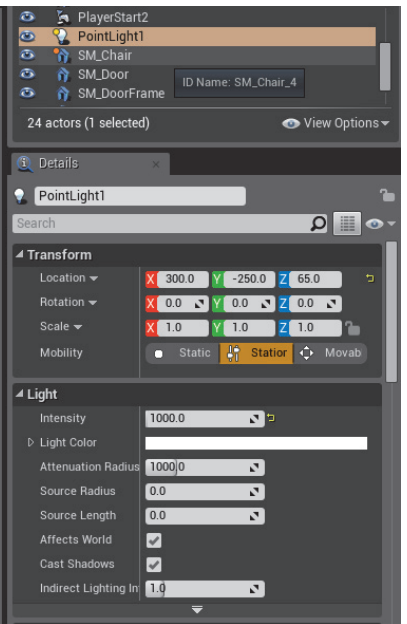 PlayerStart2
PointLight1
SM_Chair
SM_Door
ID Name: SM_Chair_4
SM_DoorFrame
24 actors (1 selected) View Options
Details
PointLight1
Search
Transform
Location X 300.0 Y -250.0 Z 65.0
Rotation X 0.0 Y 0.0 Z 0.0
Scale X 1.0 Y 1.0 Z 1.0
Mobility Static Statior Movab
Light
Intensity 1000.0
Light Color
Attenuation Radius 1000.0
Source Radius 0.0
Source Length 0.0
Affects World
Cast Shadows
Indirect Lighting In 1.0